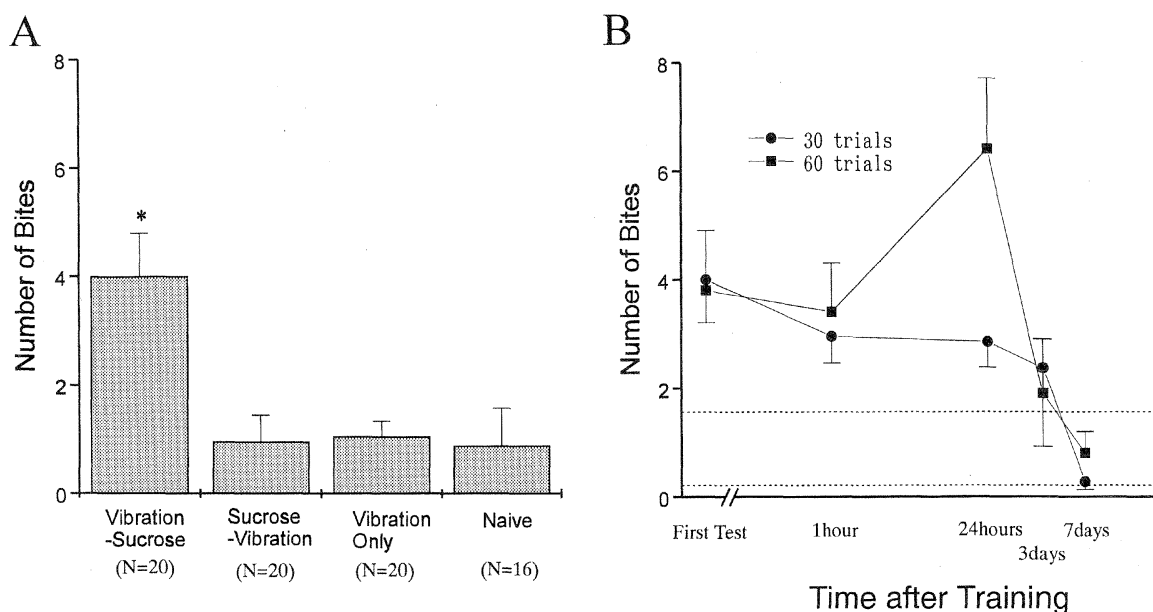 A
8
6
4
2
0
Number of Bites
*
Vibration
-Sucrose
(N=20)
Sucrose
-Vibration
(N=20)
Vibration
Only
(N=20)
Naive
(N=16)
B
8
6
4
2
0
Number of Bites
30 trials
60 trials
First Test
1hour
24hours
3days
7days
Time after Training